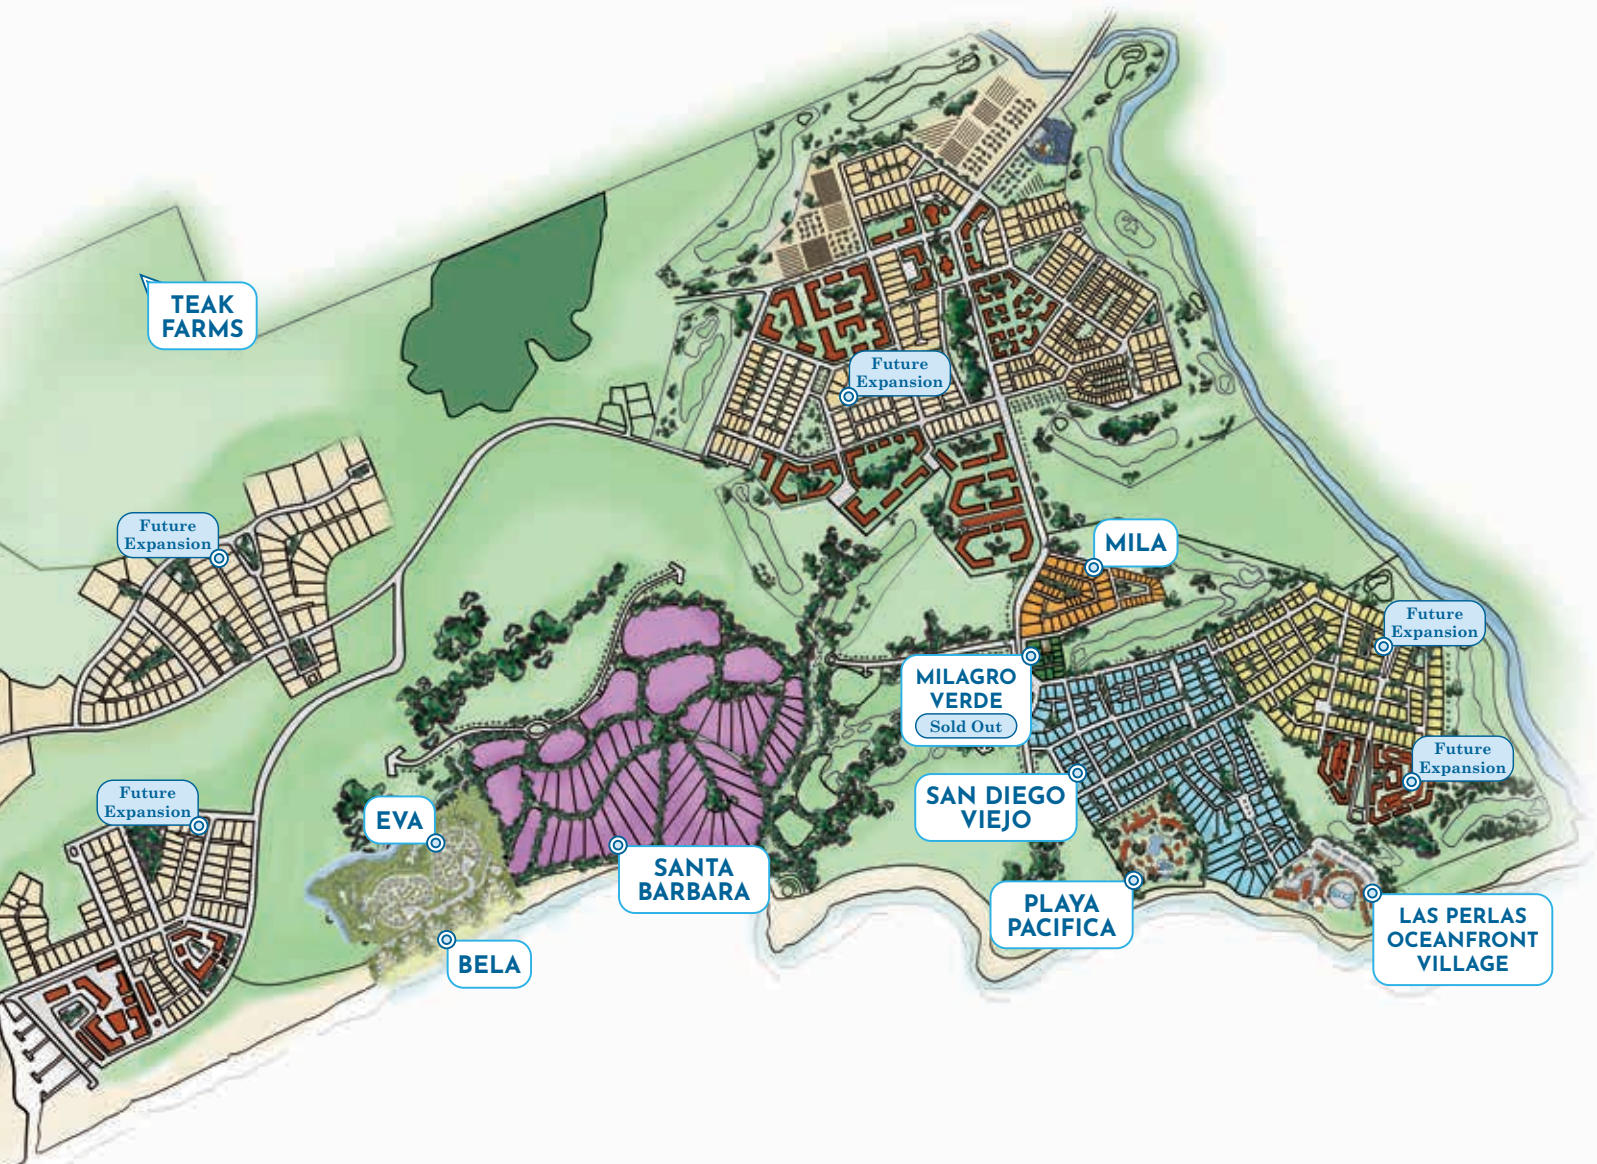 TEAK
FARMS
Future
Expansion
Future
Expansion
MILA
Future
Expansion
MILAGRO
VERDE
Sold Out
Future
Expansion
SAN DIEGO
VIEJO
Future
Expansion
EVA
SANTA
BARBARA
PLAYA
PACIFICA
LAS PERLAS
OCEANFRONT
VILLAGE
BELA